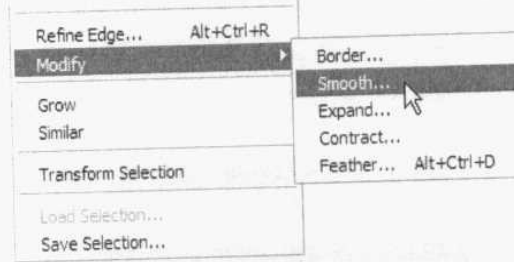 Refine Edge... Alt+Ctrl+R
Modify
Grow
Similar
Transform Selection
Load Selection...
Save Selection...
Border...
Smooth...
Expand...
Contract...
Feather... Alt+Ctrl+D